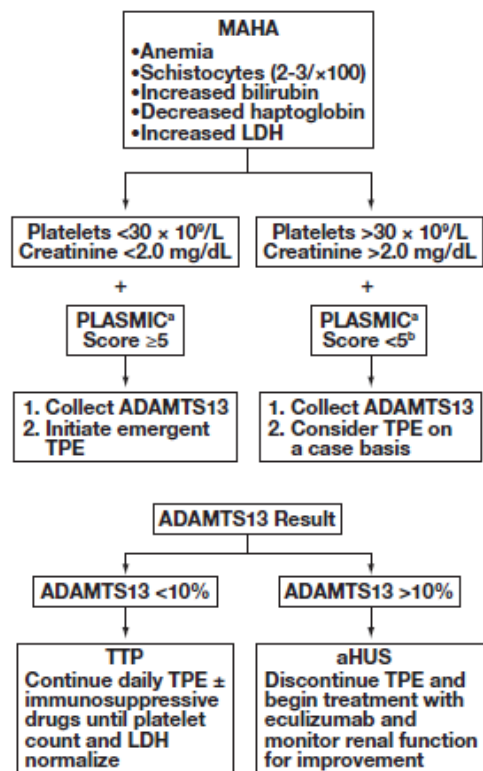 MAHA
•Anemia
•Schistocytes (2-3/×100)
•Increased bilirubin
•Decreased haptoglobin
•Increased LDH
Platelets <30 × 10⁹/L
Creatinine <2.0 mg/dL
+
PLASMICᵃ
Score ≥5
1. Collect ADAMTS13
2. Initiate emergent
TPE
Platelets >30 × 10⁹/L
Creatinine >2.0 mg/dL
+
PLASMICᵃ
Score <5ᵇ
1. Collect ADAMTS13
2. Consider TPE on
a case basis
ADAMTS13 Result
ADAMTS13 <10%
TTP
Continue daily TPE ±
immunosuppressive
drugs until platelet
count and LDH
normalize
ADAMTS13 >10%
aHUS
Discontinue TPE and
begin treatment with
eculizumab and
monitor renal function
for improvement